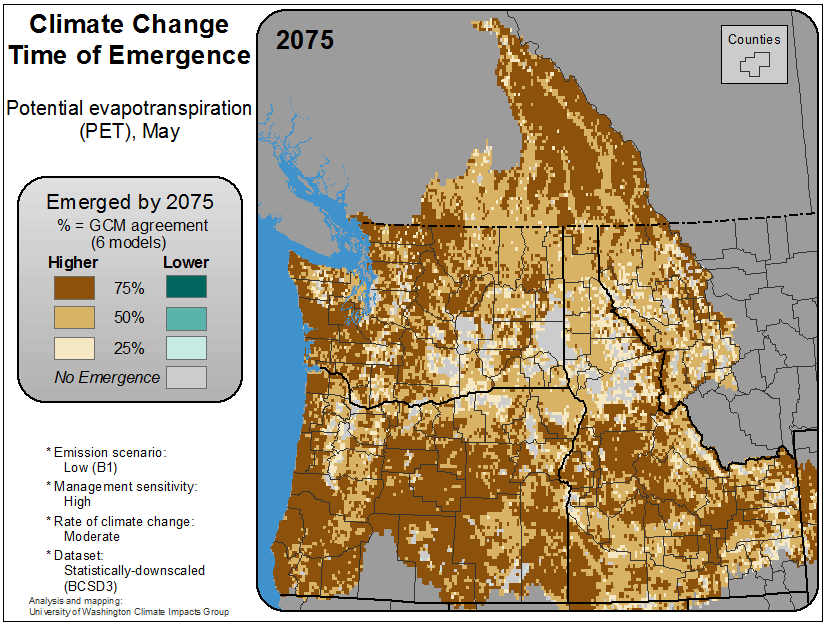 Climate Change
Time of Emergence
Potential evapotranspiration
(PET), May
Emerged by 2075
% = GCM agreement
(6 models)
Higher Lower
75%
50%
25%
No Emergence
* Emission scenario:
Low (B1)
* Management sensitivity:
High
* Rate of climate change:
Moderate
* Dataset:
Statistically-downscaled
(BCSD3)
Analysis and mapping:
University of Washington Climate Impacts Group
2075
Counties